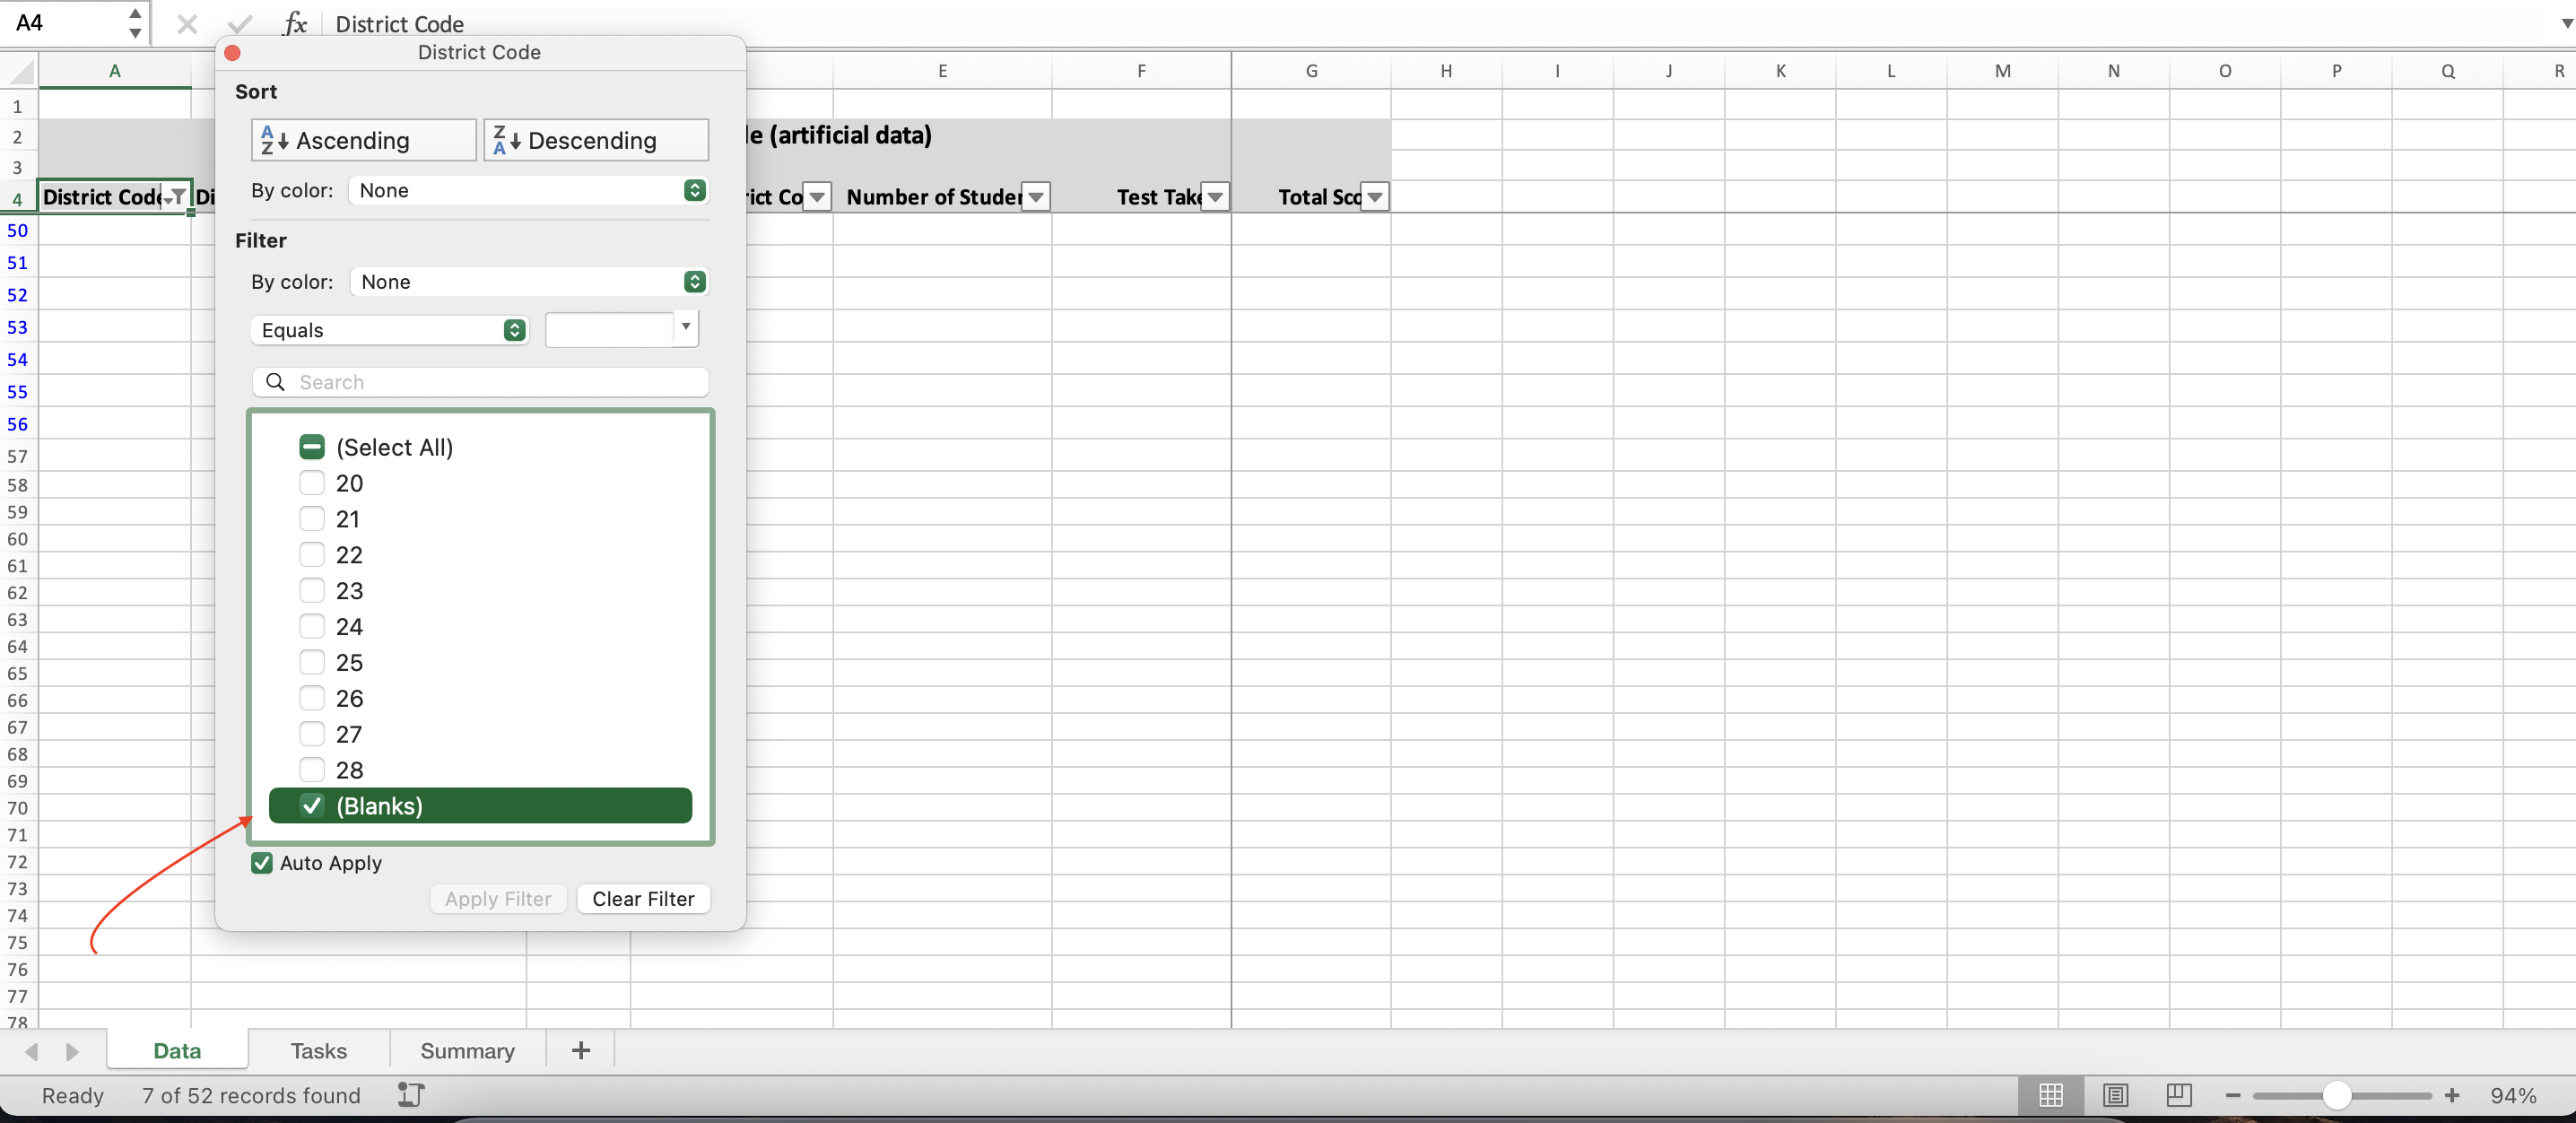 A4
fx District Code
District Code
A E F G H I J K L M N O P Q R
Sort
1
Ascending Descending
2 le (artificial data)
3
By color: None
4 District Code Di rict Co Number of Studer Test Take Total Sco
50
Filter
51
By color: None
52
53
Equals
54
55
Search
56
57
(Select All)
58
20
59
21
60
22
61
62
23
63
24
64
65
25
66
26
67
27
68
69
28
70
(Blanks)
71
72
Auto Apply
73
Apply Filter Clear Filter
74
75
76
77
78
Data Tasks Summary +
Ready 7 of 52 records found 94%